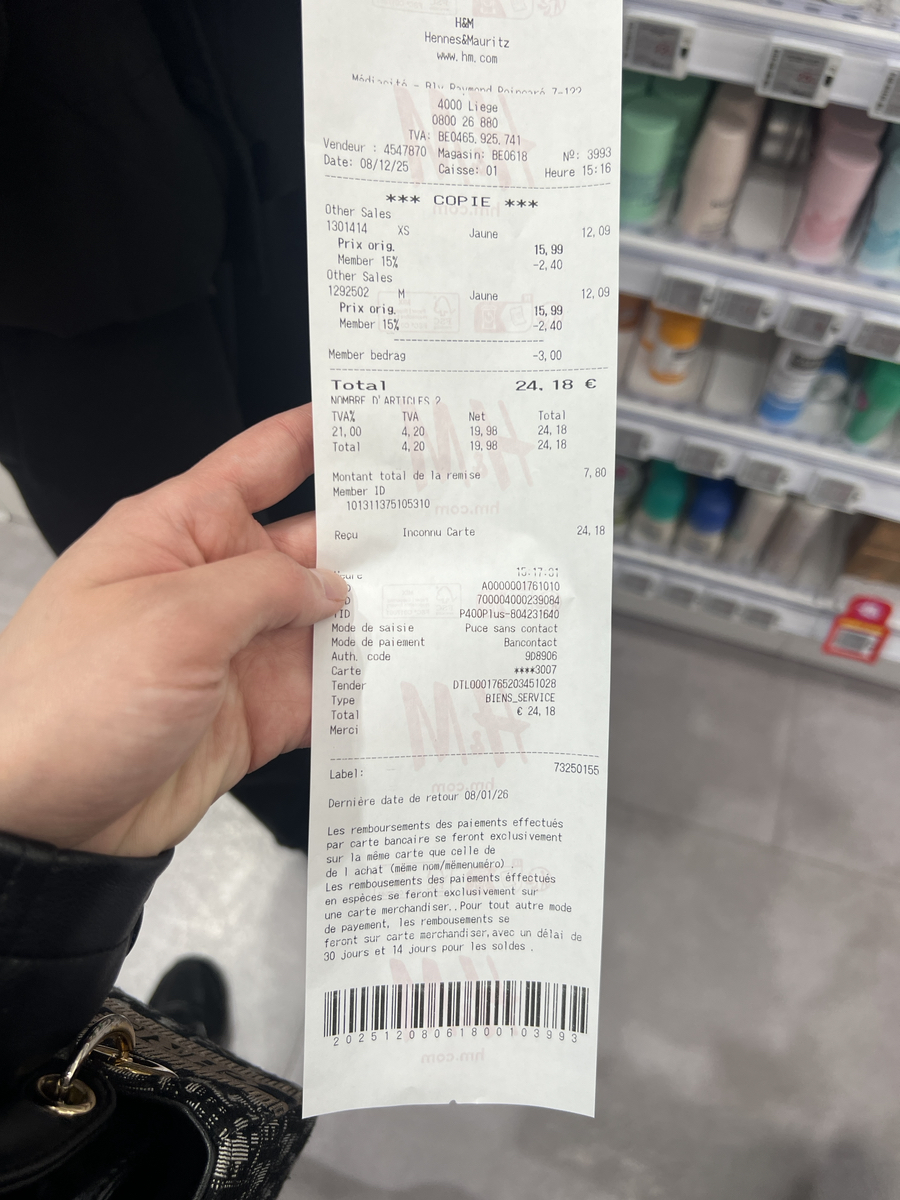 H&M
Hennes&Mauritz
www.hm.com
4000 Liege
0800 26 880
TVA: BE0465.925.741
Vendeur : 4547870 Magasin: BE0618 Nº: 3993
Date: 08/12/25 Caisse: 01 Heure 15:16
*** COPIE ***
Other Sales
1301414 XS Jaune 12,09
Prix orig. 15,99
Member 15% -2,40
Other Sales
1292502 M Jaune 12,09
Prix orig. 15,99
Member 15% -2,40
Member bedrag -3,00
Total 24,18 €
NOMBRE D'ARTICLES 2
TVA% TVA Net Total
21,00 4,20 19,98 24,18
Total 4,20 19,98 24,18
Montant total de la remise 7,80
Member ID
101311375105310
Reçu Inconnu Carte 24,18
15:17:01
A0000001761010
700004000239084
TID P400Plus-804231640
Mode de saisie Puce sans contact
Mode de paiement Bancontact
Auth. code 9D8906
Carte ****3007
Tender DTL0001765203451028
Type BIENS_SERVICE
Total € 24,18
Merci
Label: 73250155
Dernière date de retour 08/01/26
Les remboursements des paiements effectués
par carte bancaire se feront exclusivement
sur la même carte que celle de
de l achat (même nom/mêmenuméro) .
Les rembousements des paiements éffectués
en espèces se feront exclusivement sur
une carte merchandiser..Pour tout autre mode
de payement, les rembousements se
feront sur carte merchandiser,avec un délai de
30 jours et 14 jours pour les soldes .
20251208061800103993